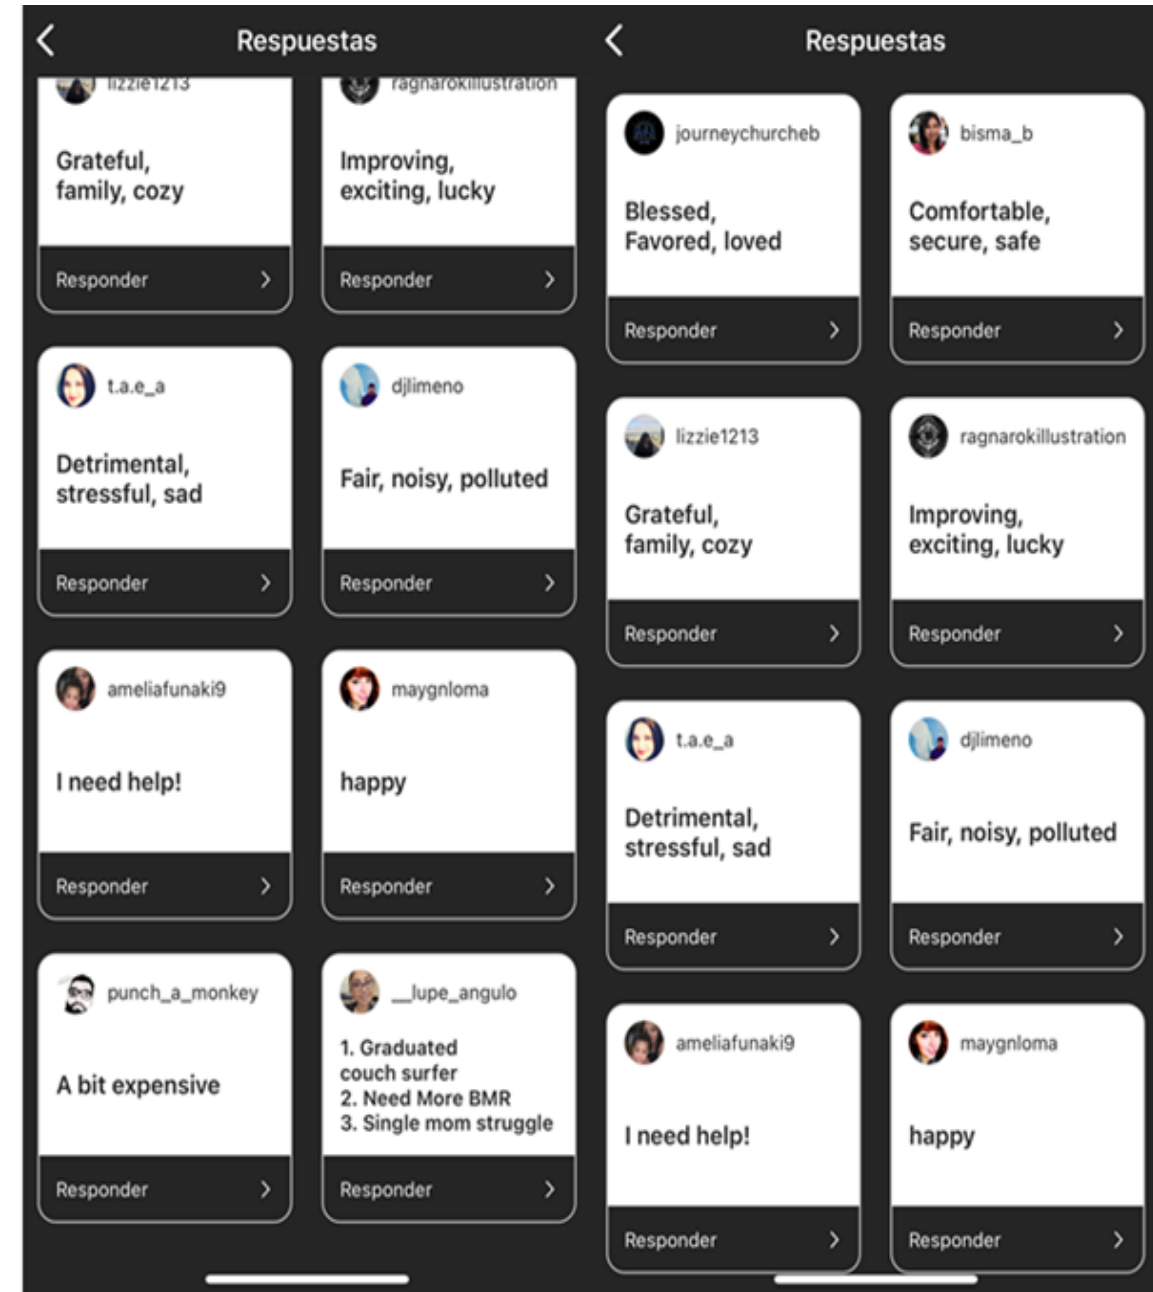 Respuestas
lizzie1213
Grateful,
family, cozy
Responder
ragnarokillustration
Improving,
exciting, lucky
Responder
t.a.e_a
Detrimental,
stressful, sad
Responder
djlimeno
Fair, noisy, polluted
Responder
ameliafunaki9
I need help!
Responder
maygnloma
happy
Responder
punch_a_monkey
A bit expensive
Responder
__lupe_angulo
1. Graduated
couch surfer
2. Need More BMR
3. Single mom struggle
Responder
Respuestas
journeychurcheb
Blessed,
Favored, loved
Responder
bisma_b
Comfortable,
secure, safe
Responder
lizzie1213
Grateful,
family, cozy
Responder
ragnarokillustration
Improving,
exciting, lucky
Responder
t.a.e_a
Detrimental,
stressful, sad
Responder
djlimeno
Fair, noisy, polluted
Responder
ameliafunaki9
I need help!
Responder
maygnloma
happy
Responder